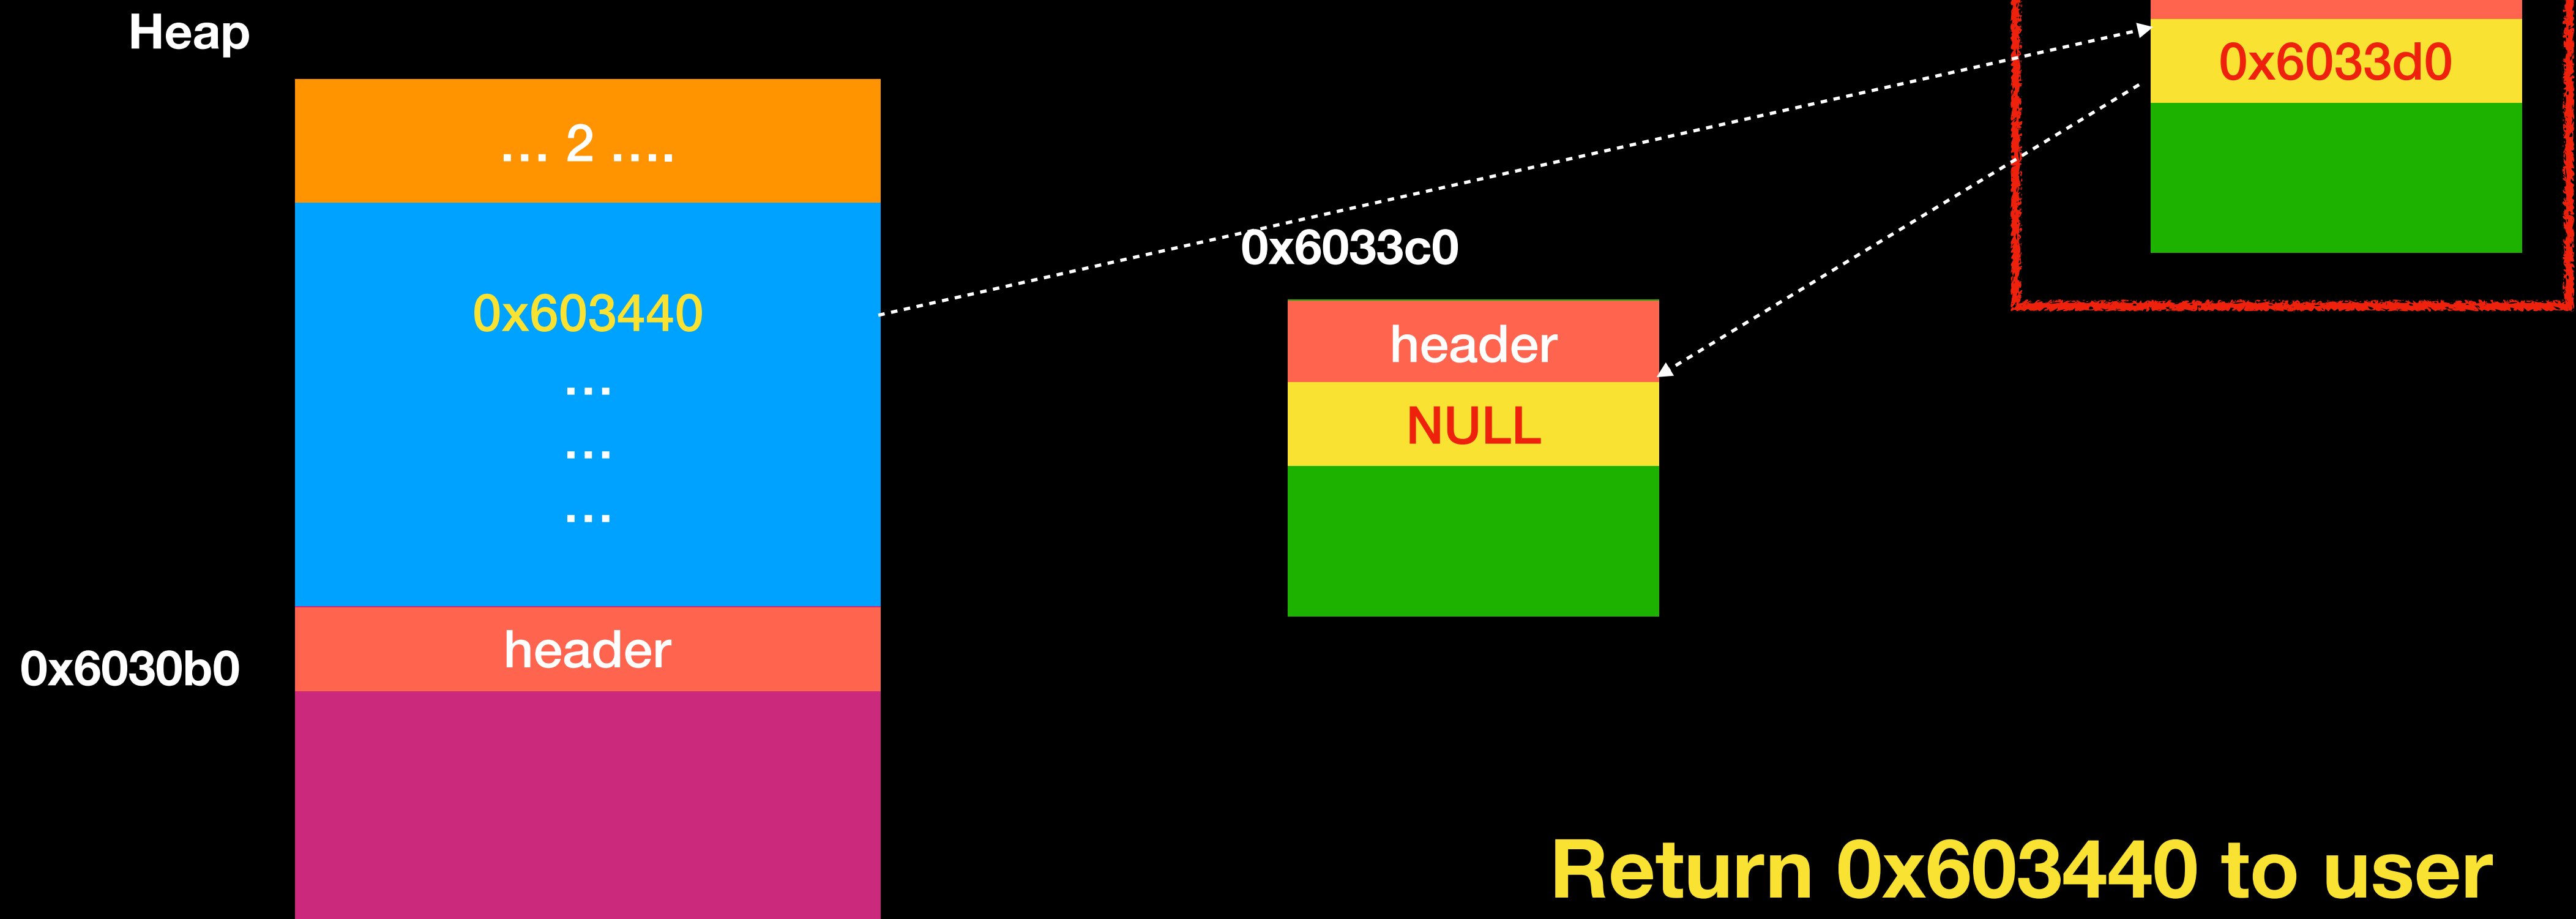 Heap
0x6033d0
... 2 ....
0x6033c0
0x603440
...
...
...
header
NULL
header
0x6030b0
Return 0x603440 to user